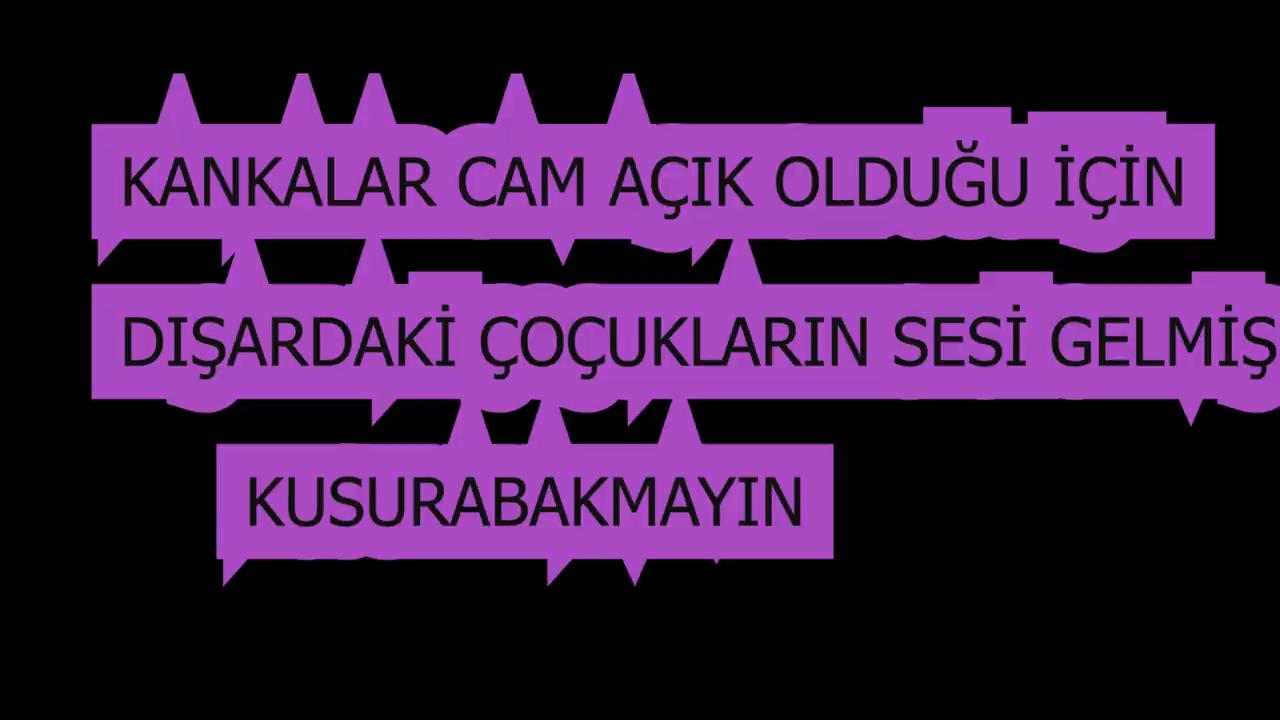 KANKALAR CAM AÇIK OLDUĞU İÇİN
DIŞARDAKİ ÇOÇUKLARIN SESİ GELMİŞ
KUSURABAKMAYIN